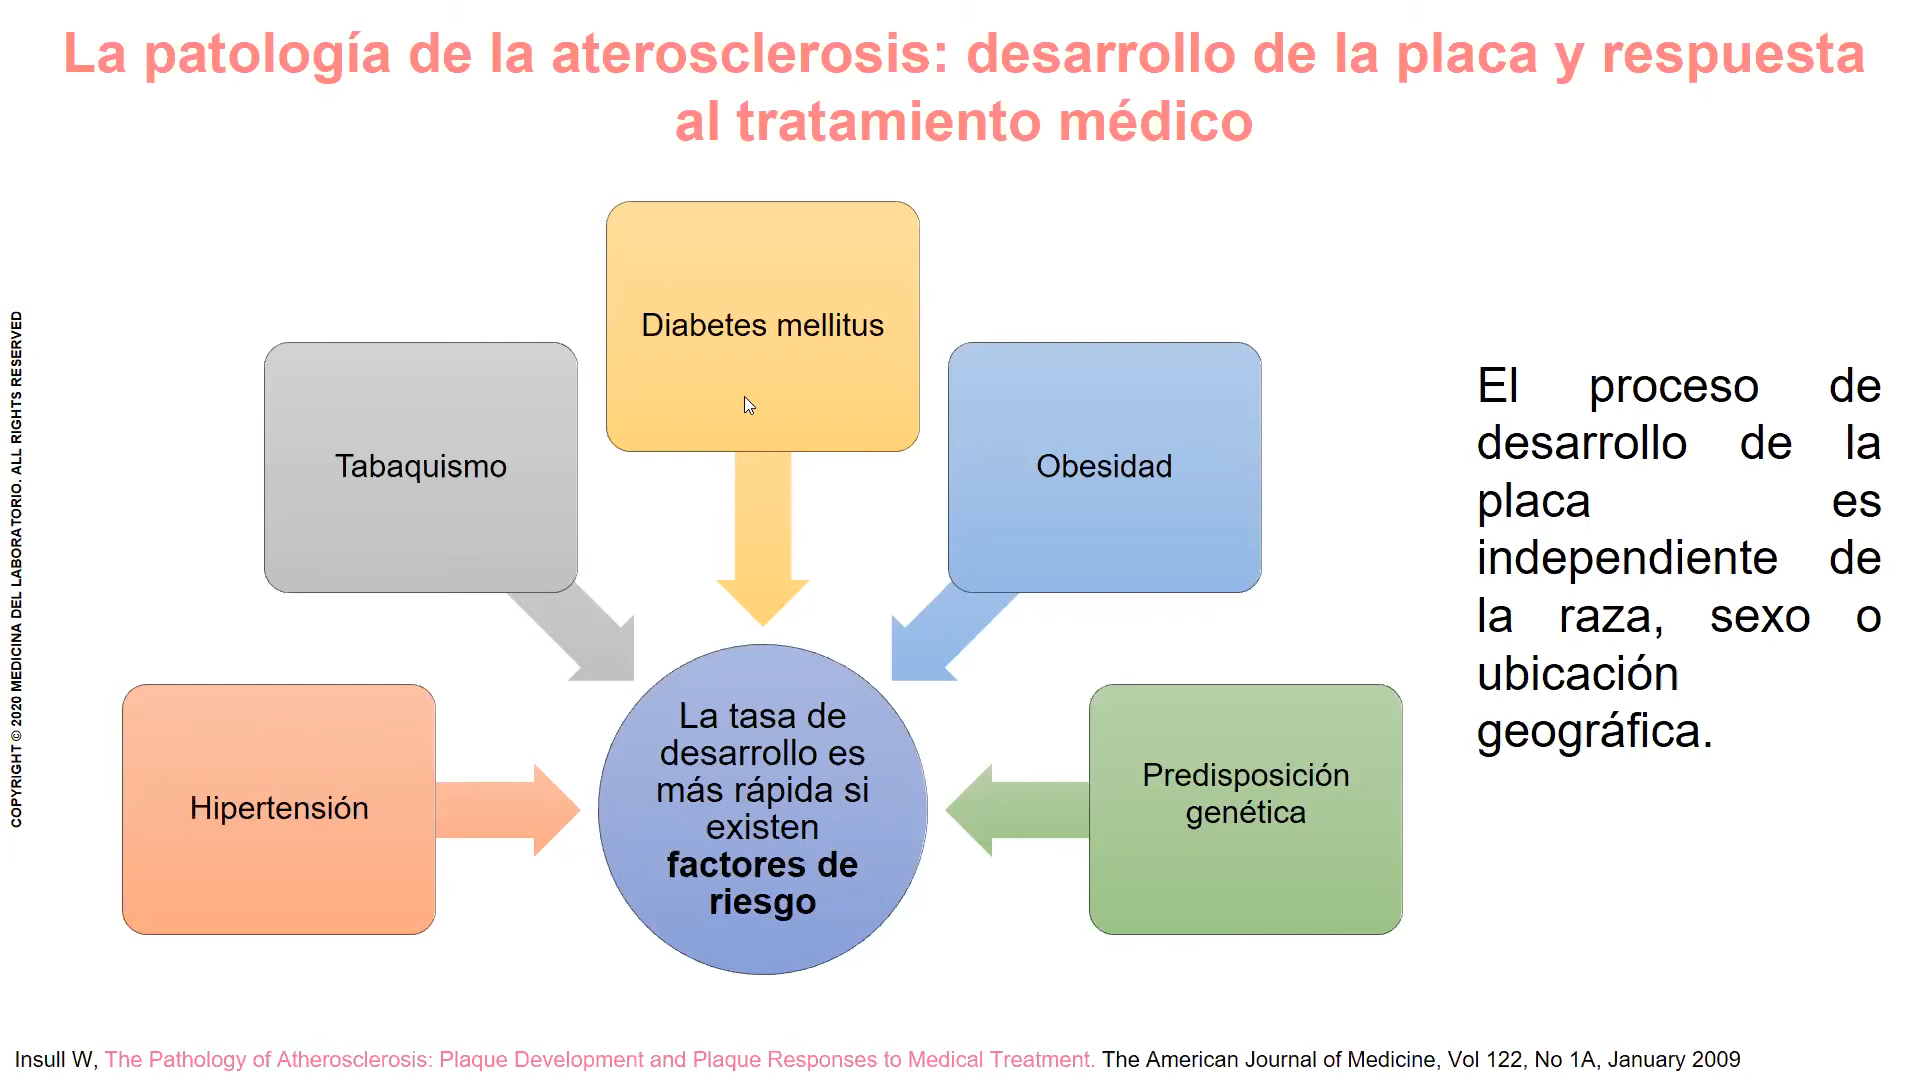 La patología de la aterosclerosis: desarrollo de la placa y respuesta
al tratamiento médico
Diabetes mellitus
Tabaquismo
Obesidad
Hipertensión
La tasa de
desarrollo es
más rápida si
existen
factores de
riesgo
Predisposición
genética
El proceso de
desarrollo de la
placa es
independiente de
la raza, sexo o
ubicación
geográfica.
COPYRIGHT © 2020 MEDICINA DEL LABORATORIO. ALL RIGHTS RESERVED
Insull W, The Pathology of Atherosclerosis: Plaque Development and Plaque Responses to Medical Treatment. The American Journal of Medicine, Vol 122, No 1A, January 2009